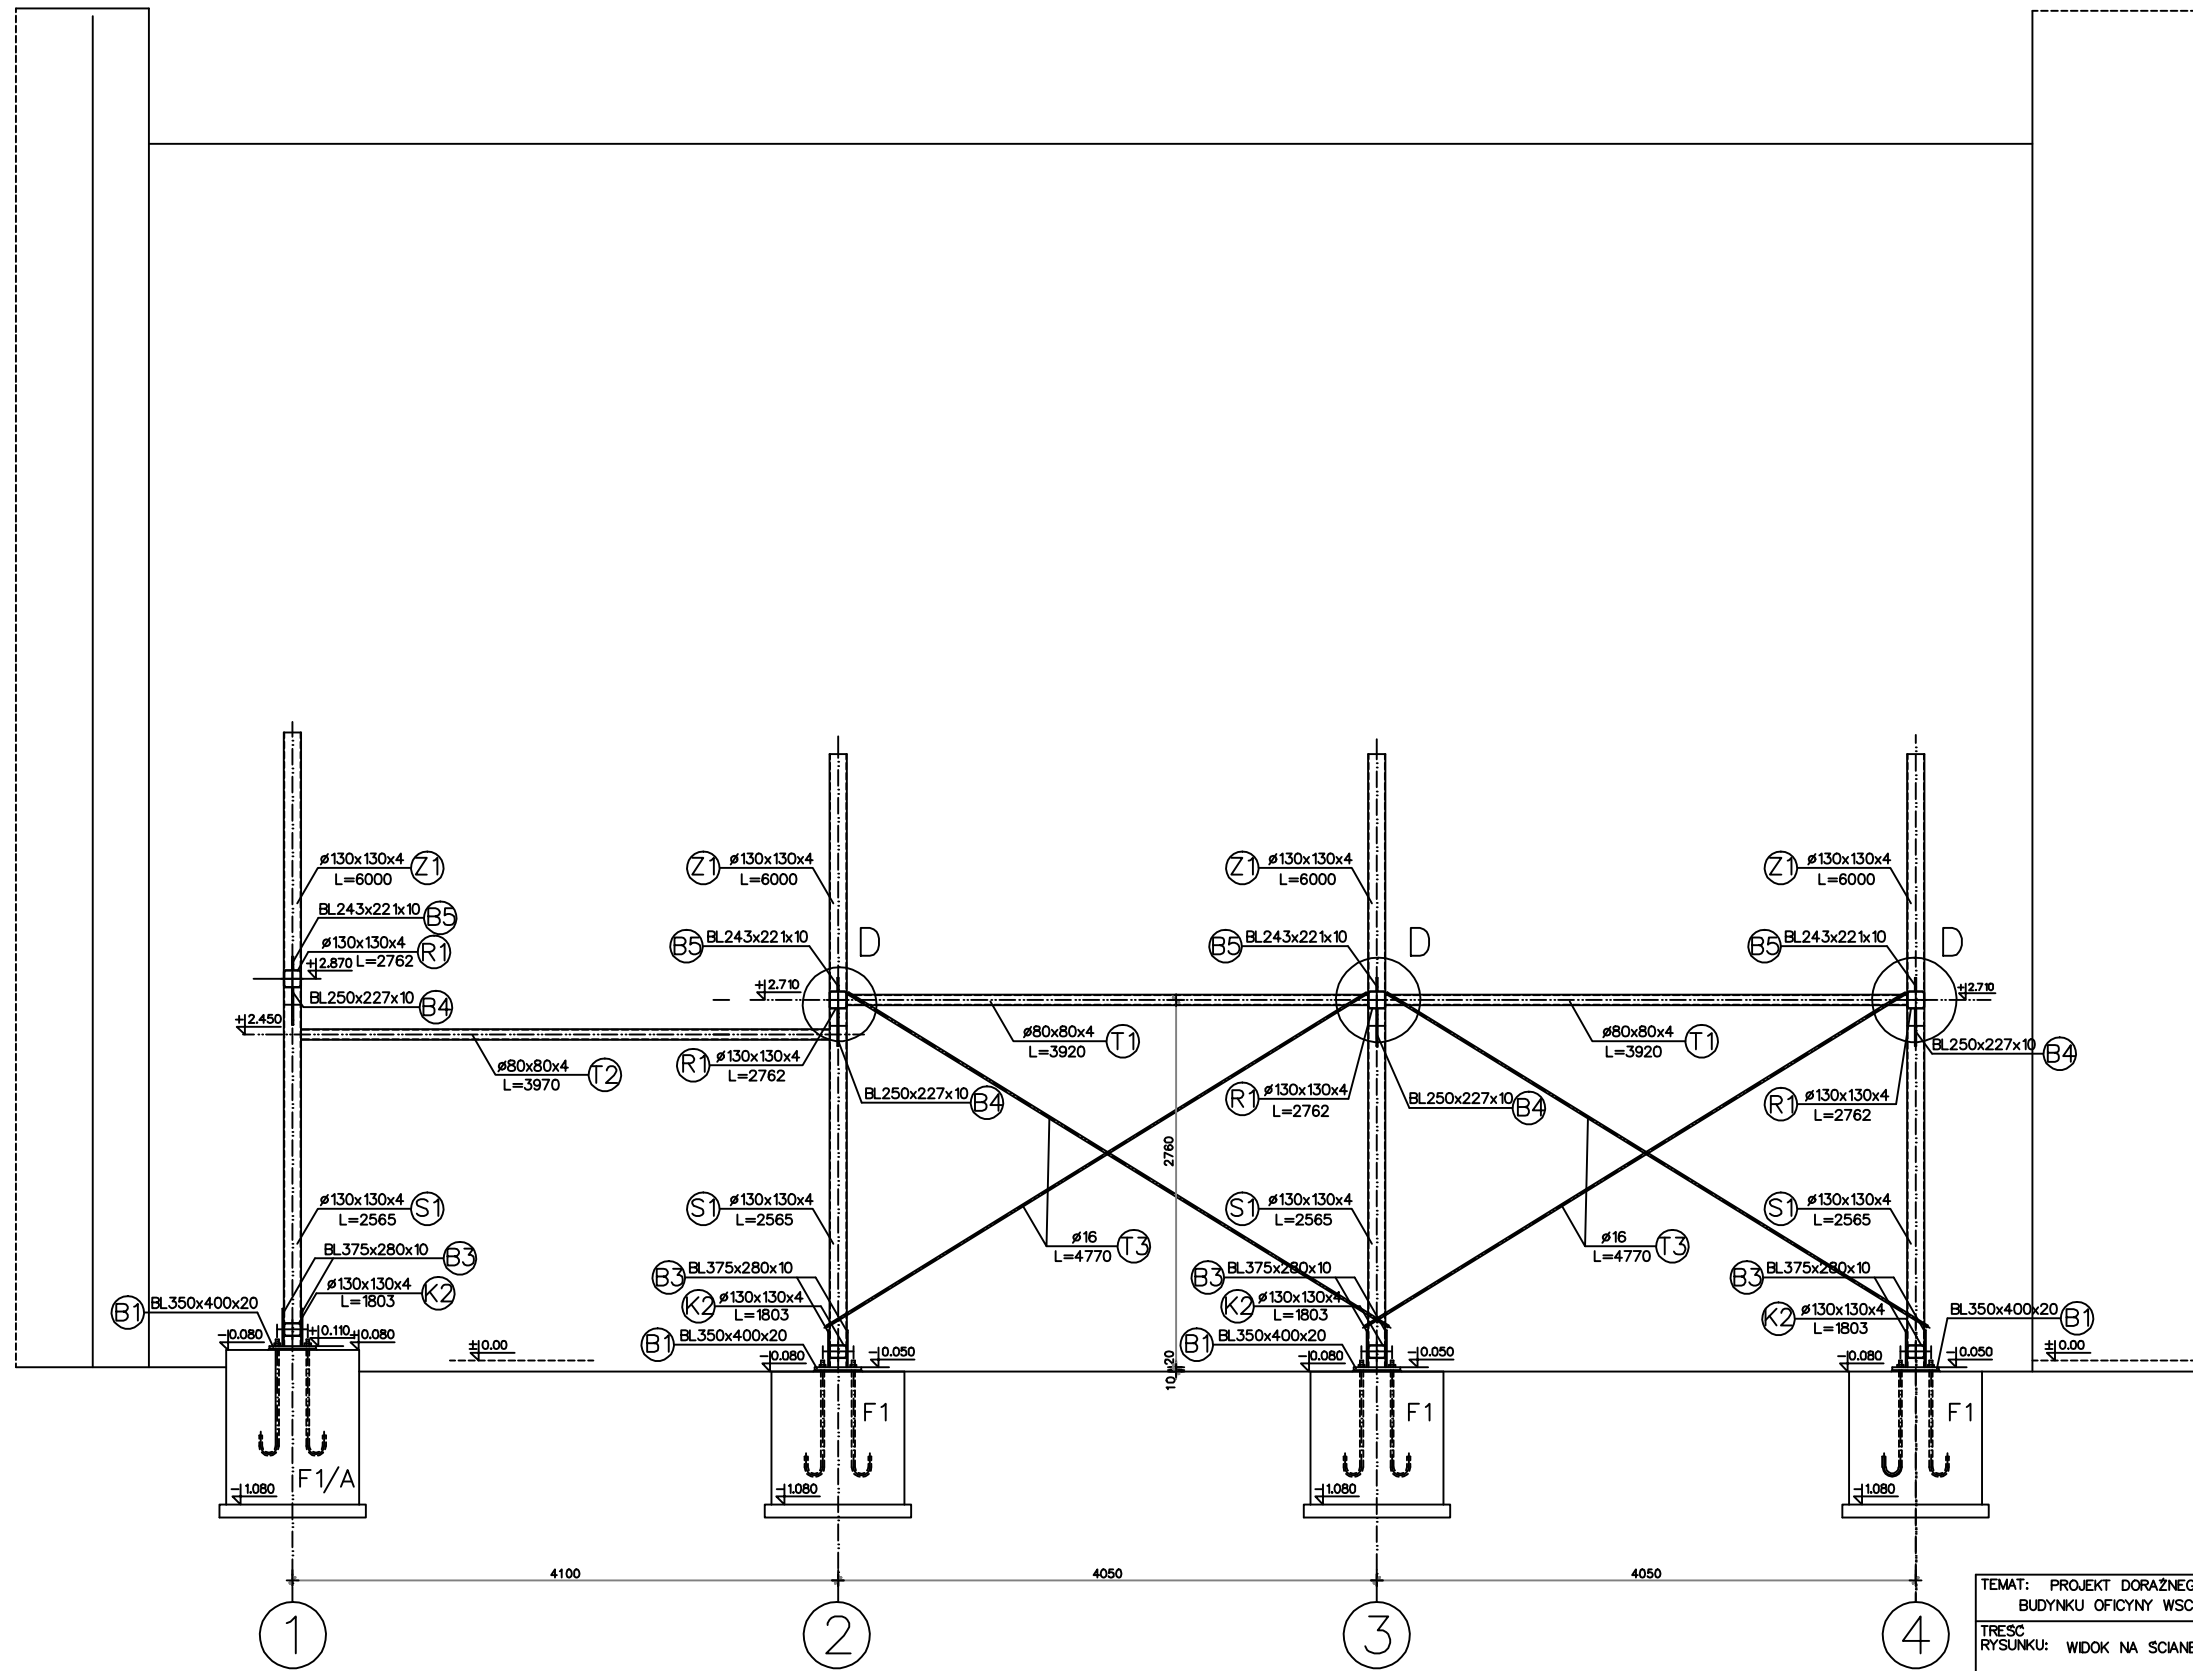 ø130x130x4 Z1
L=6000
BL243x221x10 B5
ø130x130x4 R1
L=2762
+2.870
BL250x227x10 B4
+2.450
ø80x80x4 T2
L=3970
ø130x130x4 S1
L=2565
BL375x280x10 B3
ø130x130x4 K2
L=1803
B1 BL350x400x20
-0.080
+0.110
±0.080
±0.00
F1/A
-1.080
Z1 ø130x130x4
L=6000
B5 BL243x221x10
D
+2.710
R1 ø130x130x4
L=2762
BL250x227x10 B4
S1 ø130x130x4
L=2565
B3 BL375x280x10
K2 ø130x130x4
L=1803
B1 BL350x400x20
-0.080
-0.050
F1
-1.080
ø80x80x4 T1
L=3920
2760
ø16 T3
L=4770
10 20
Z1 ø130x130x4
L=6000
B5 BL243x221x10
D
R1 ø130x130x4
L=2762
BL250x227x10 B4
S1 ø130x130x4
L=2565
B3 BL375x280x10
K2 ø130x130x4
L=1803
B1 BL350x400x20
-0.080
-0.050
F1
-1.080
ø80x80x4 T1
L=3920
ø16 T3
L=4770
Z1 ø130x130x4
L=6000
B5 BL243x221x10
D
+2.710
BL250x227x10 B4
R1 ø130x130x4
L=2762
S1 ø130x130x4
L=2565
B3 BL375x280x10
K2 ø130x130x4
L=1803
BL350x400x20 B1
-0.080
-0.050
±0.00
F1
-1.080
4100
4050
4050
1
2
3
4
TEMAT: PROJEKT DORAŹNEG
BUDYNKU OFICYNY WSC
TREŚĆ
RYSUNKU: WIDOK NA ŚCIANE